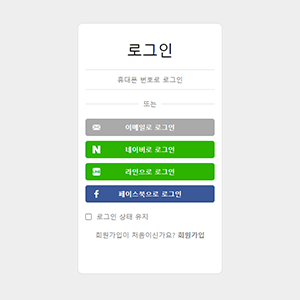 로그인
휴대폰 번호로 로그인
또는
이메일로 로그인
N 네이버로 로그인
LINE 라인으로 로그인
f 페이스북으로 로그인
로그인 상태 유지
회원가입이 처음이신가요? 회원가입